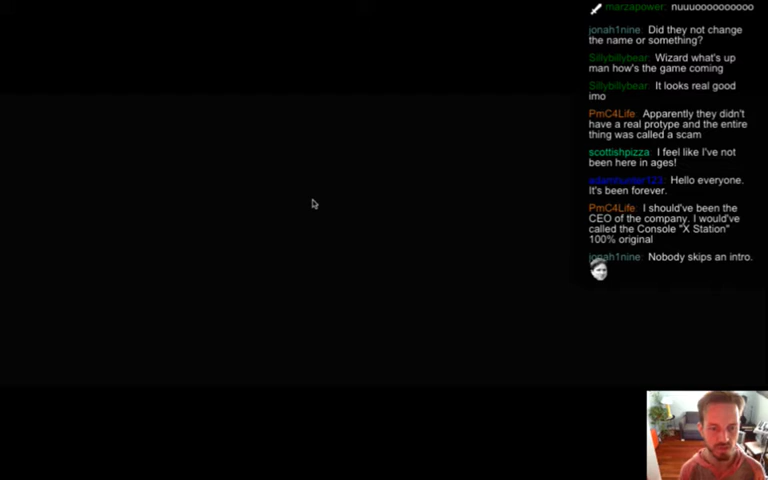 marzapower: nuuuoooooooooo
jonah1nine: Did they not change
the name or something?
Sillybillybear: Wizard what's up
man how's the game coming
Sillybillybear: It looks real good
imo
PmC4Life: Apparently they didn't
have a real protype and the entire
thing was called a scam
scottishpizza: I feel like I've not
been here in ages!
Hello everyone.
It's been forever.
PmC4Life: I should've been the
CEO of the company. I would've
called the Console "X Station"
100% original
jonah1nine: Nobody skips an intro.